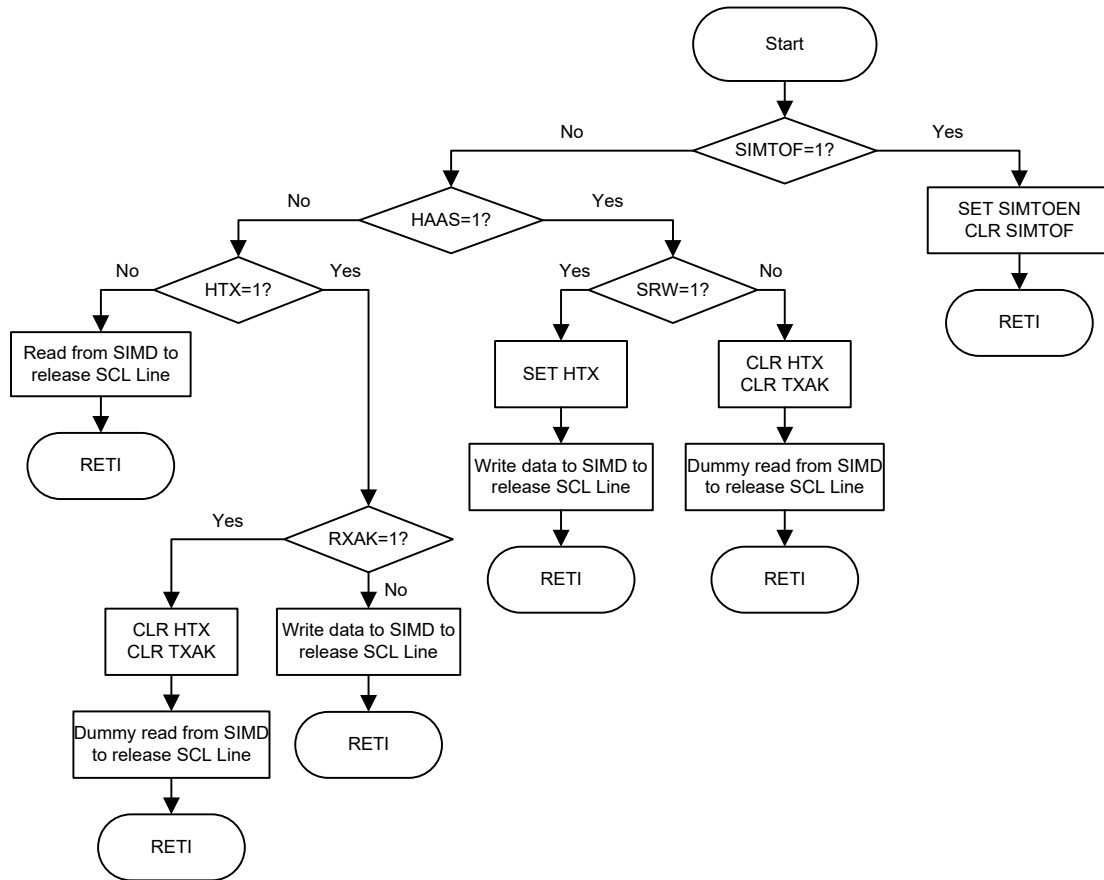 Start
No
Yes
SIMTOF=1?
No
Yes
HAAS=1?
SET SIMTOEN
CLR SIMTOF
No
Yes
HTX=1?
Yes
No
SRW=1?
RETI
Read from SIMD to
release SCL Line
SET HTX
CLR HTX
CLR TXAK
RETI
Write data to SIMD to
release SCL Line
Dummy read from SIMD
to release SCL Line
Yes
RXAK=1?
No
RETI
RETI
CLR HTX
CLR TXAK
Write data to SIMD to
release SCL Line
Dummy read from SIMD
to release SCL Line
RETI
RETI